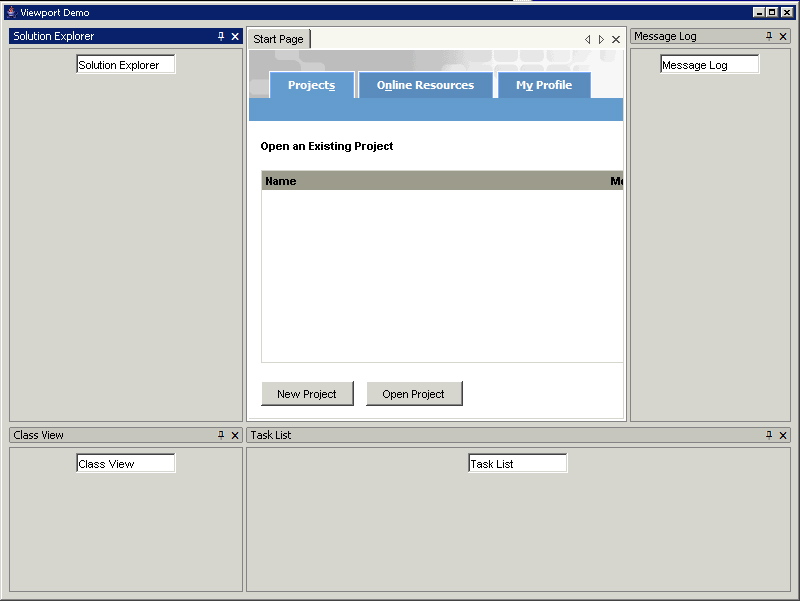 Viewport Demo
Solution Explorer
Start Page
Message Log
Solution Explorer
Message Log
Projects Online Resources My Profile
Open an Existing Project
Name Mo
New Project Open Project
Class View
Task List
Class View
Task List